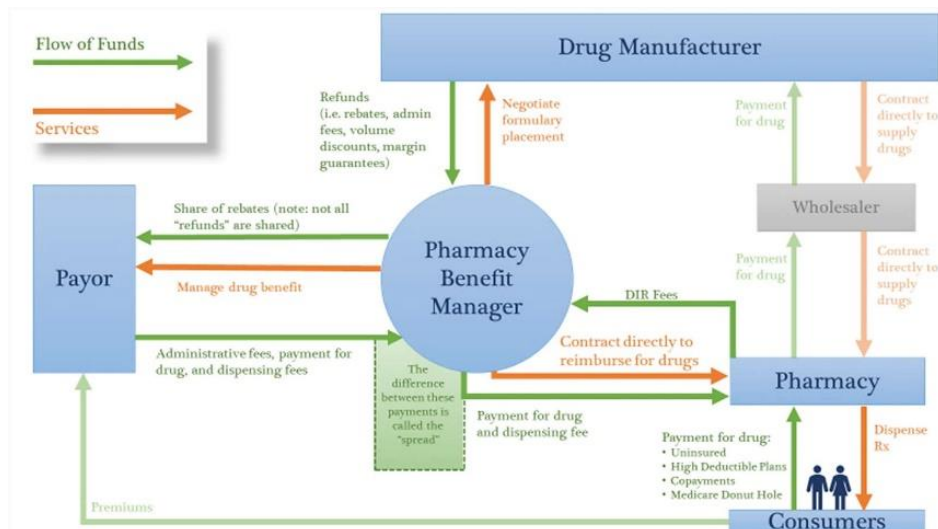 Flow of Funds
Services
Drug Manufacturer
Refunds
(i.e. rebates, admin
fees, volume
discounts, margin
guarantees)
Negotiate
formulary
placement
Payment
for drug
Contract
directly to
supply
drugs
Wholesaler
Payor
Share of rebates (note: not all
“refunds” are shared)
Manage drug benefit
Administrative fees, payment for
drug, and dispensing fees
Pharmacy
Benefit
Manager
Payment
for drug
Contract
directly to
supply
drugs
DIR Fees
Contract directly to
reimburse for drugs
The
difference
between these
payments is
called the
“spread”
Payment for drug
and dispensing fee
Pharmacy
Payment for drug:
• Uninsured
• High Deductible Plans
• Copayments
• Medicare Donut Hole
Dispense
Rx
Premiums
Consumers